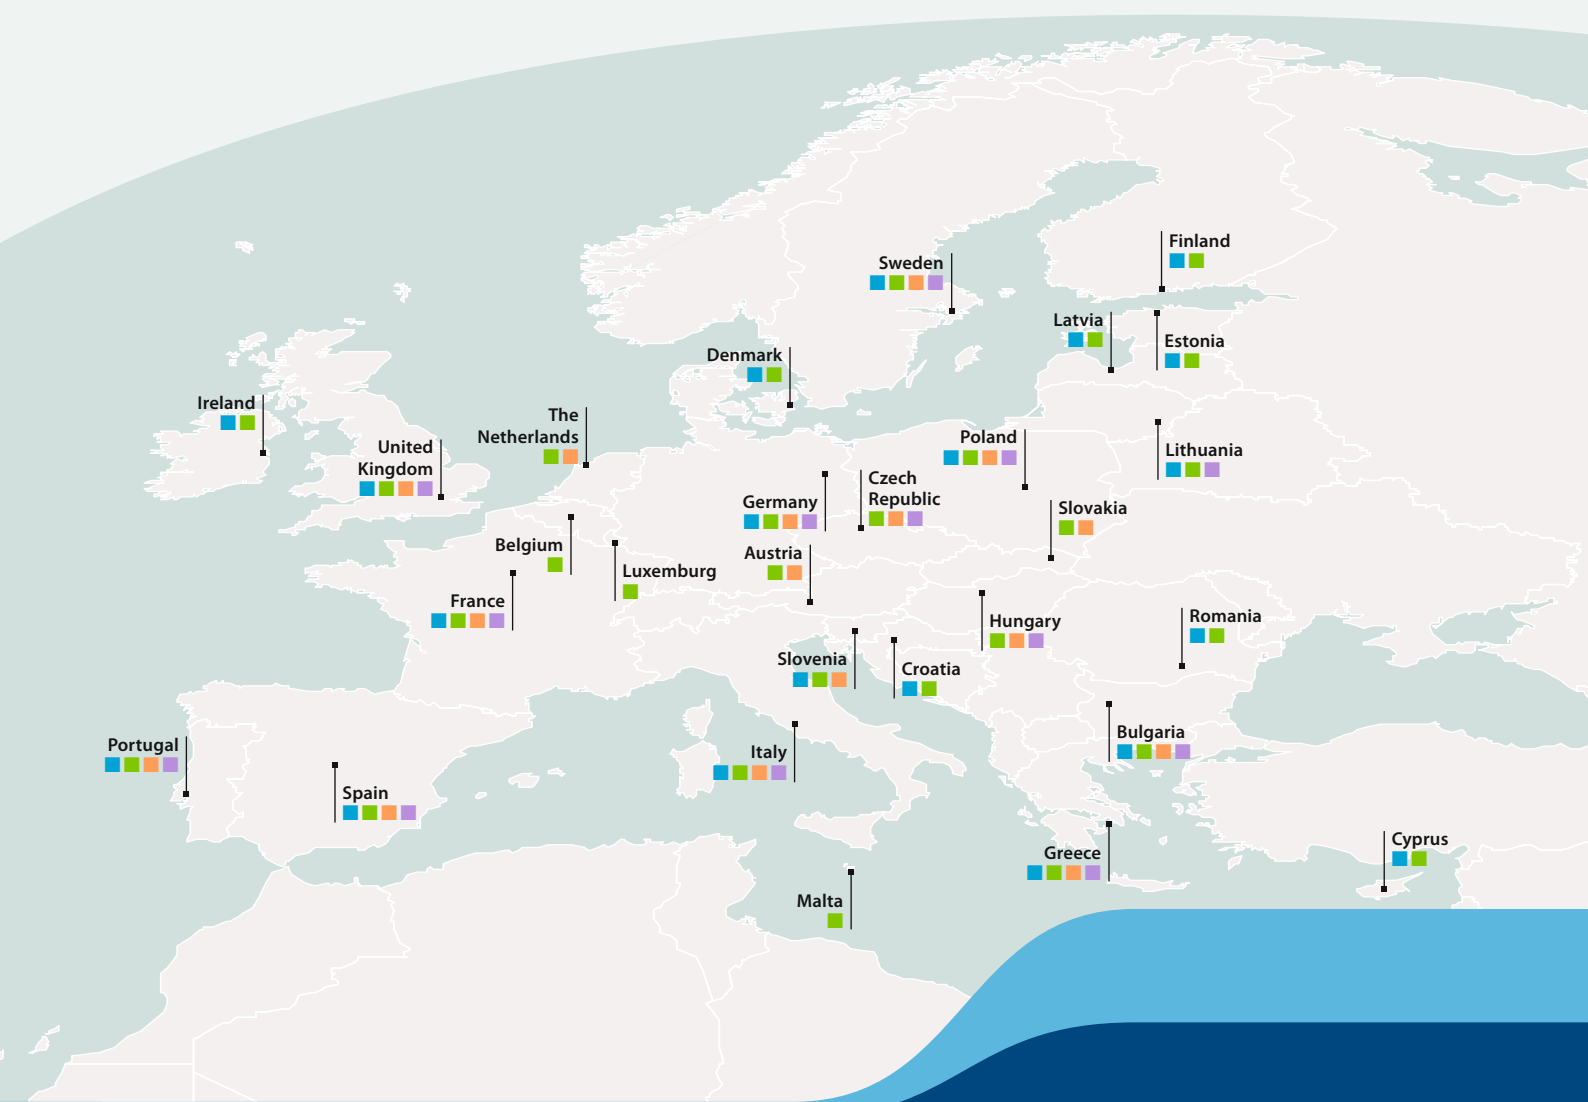 Finland
Sweden
Latvia
Estonia
Denmark
Ireland
The
Netherlands
United
Kingdom
Poland
Lithuania
Czech
Republic
Germany
Slovakia
Belgium
Austria
Luxemburg
France
Hungary
Romania
Slovenia
Croatia
Bulgaria
Portugal
Italy
Spain
Cyprus
Greece
Malta